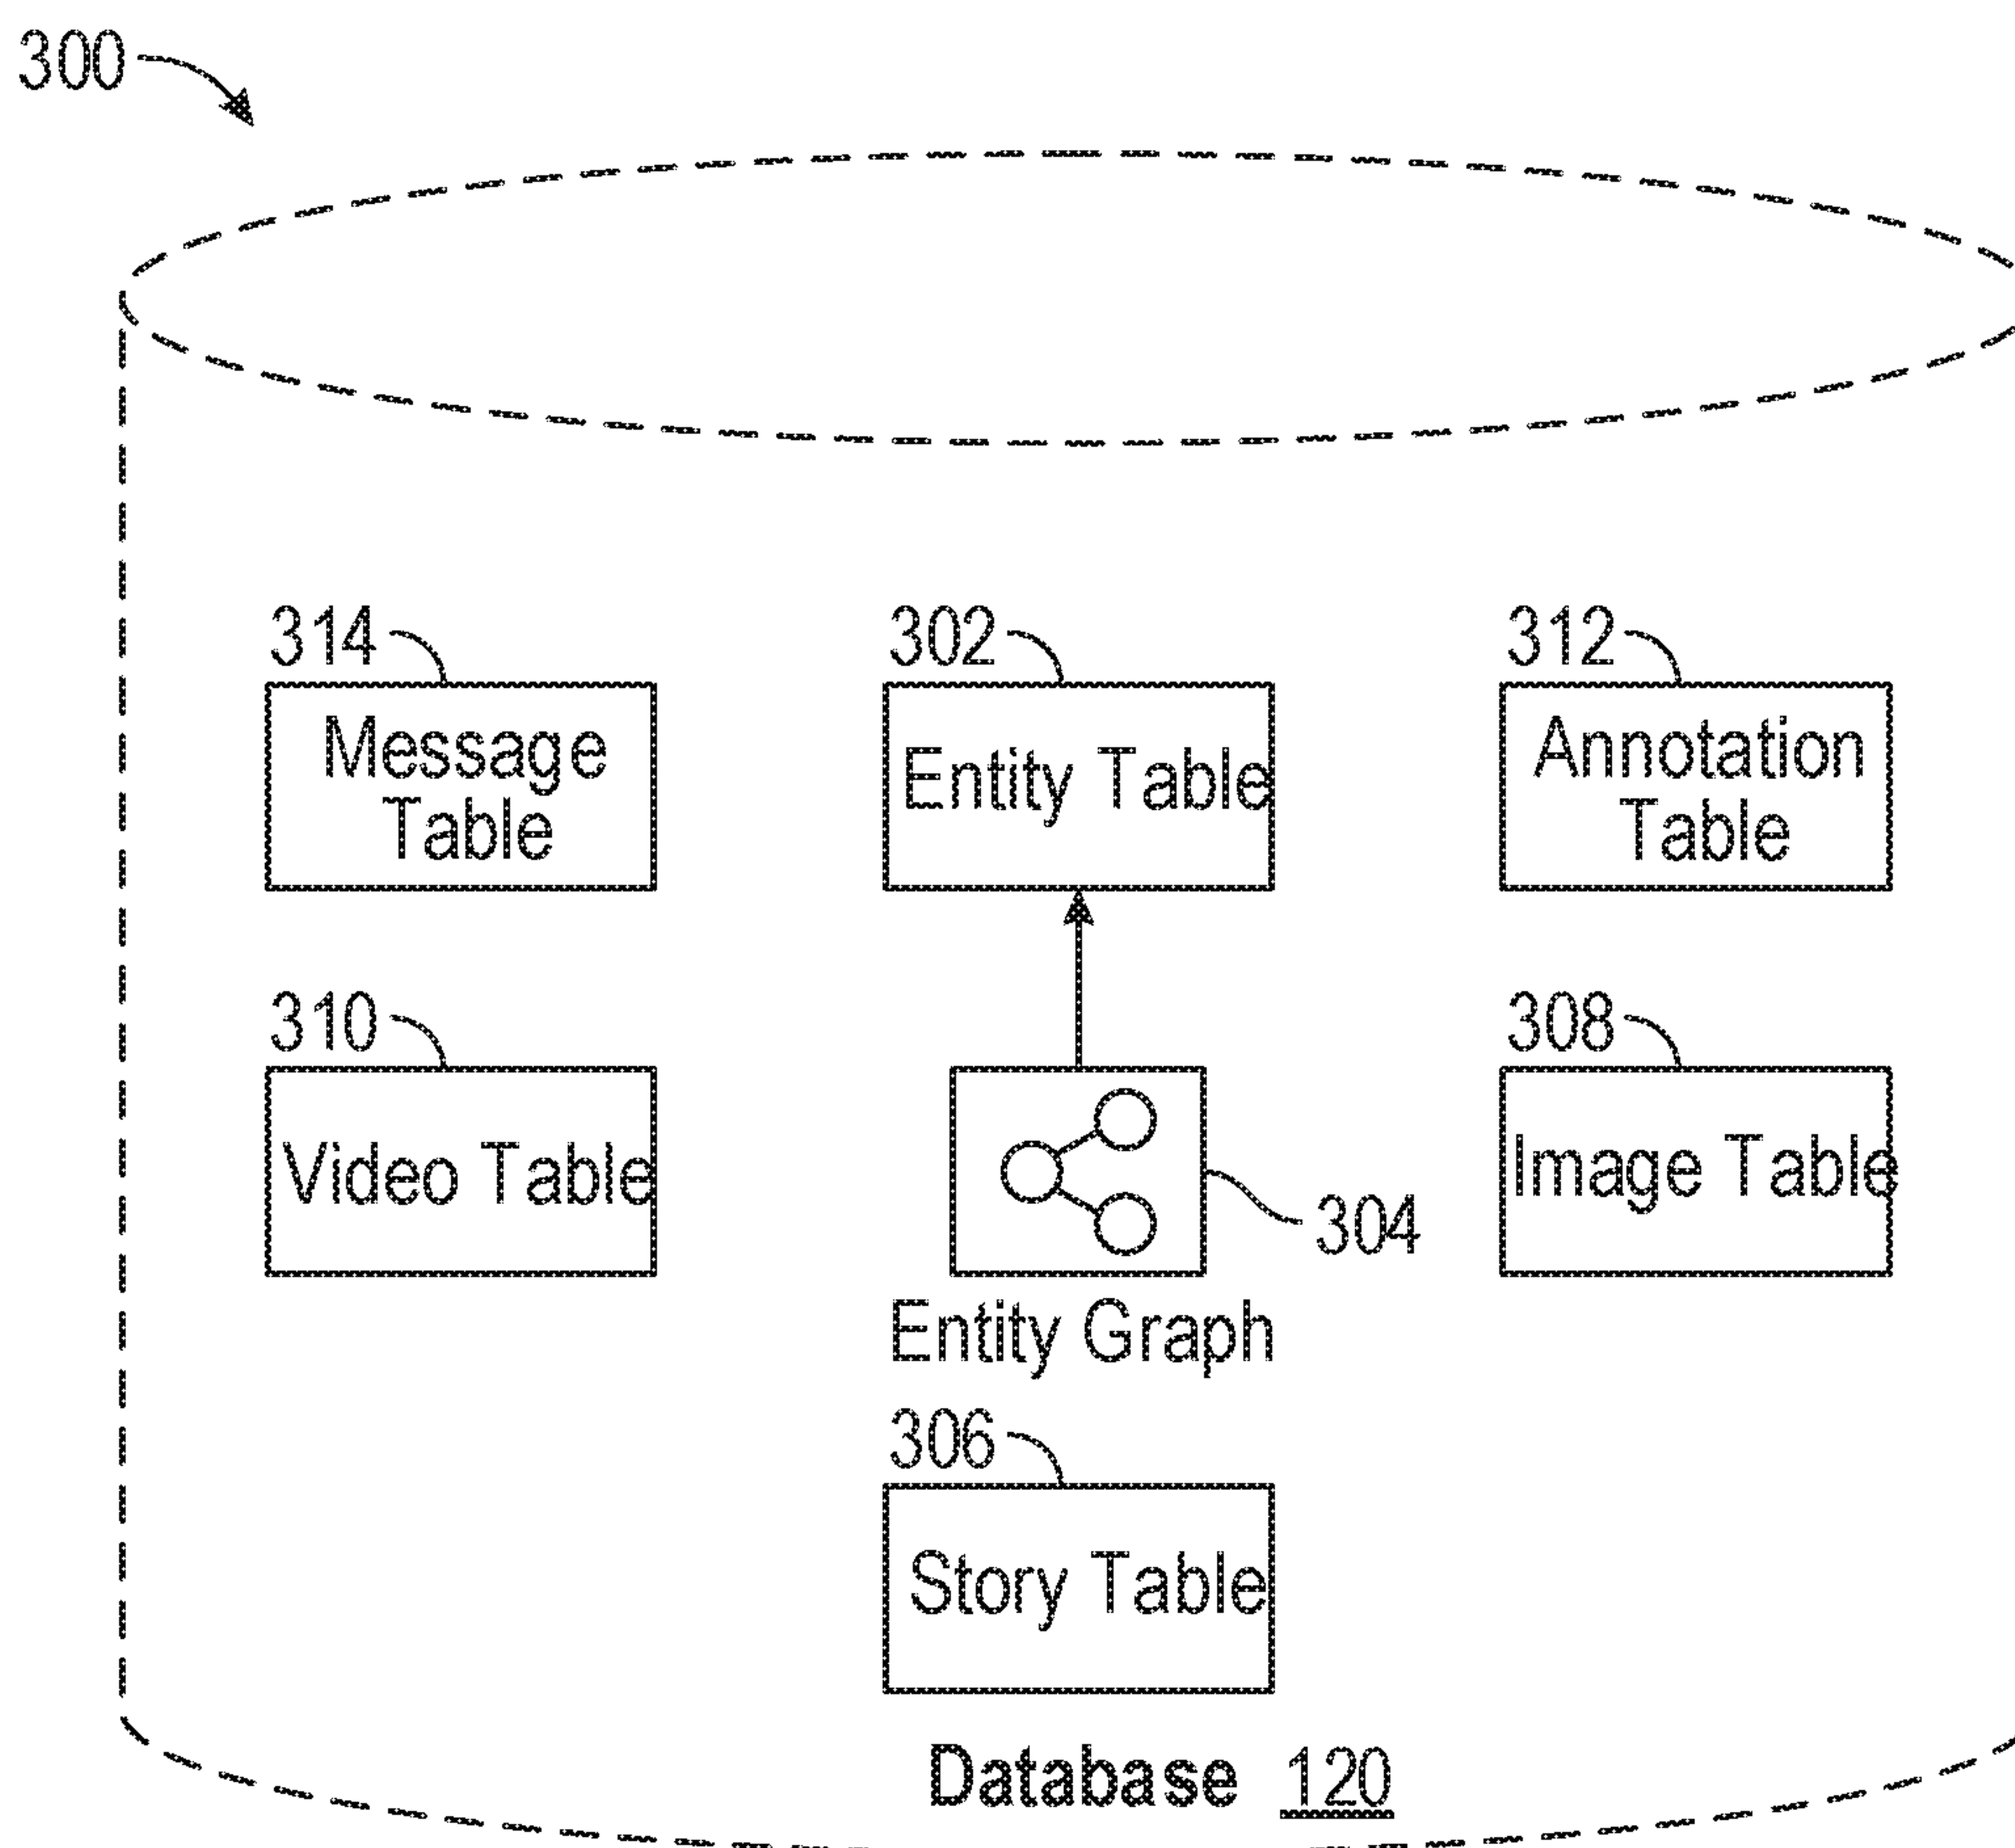 300
314
302
312
Message
Table
Entity Table
Annotation
Table
310
308
Video Table
Image Table
304
Entity Graph
306
Story Table
Database 120